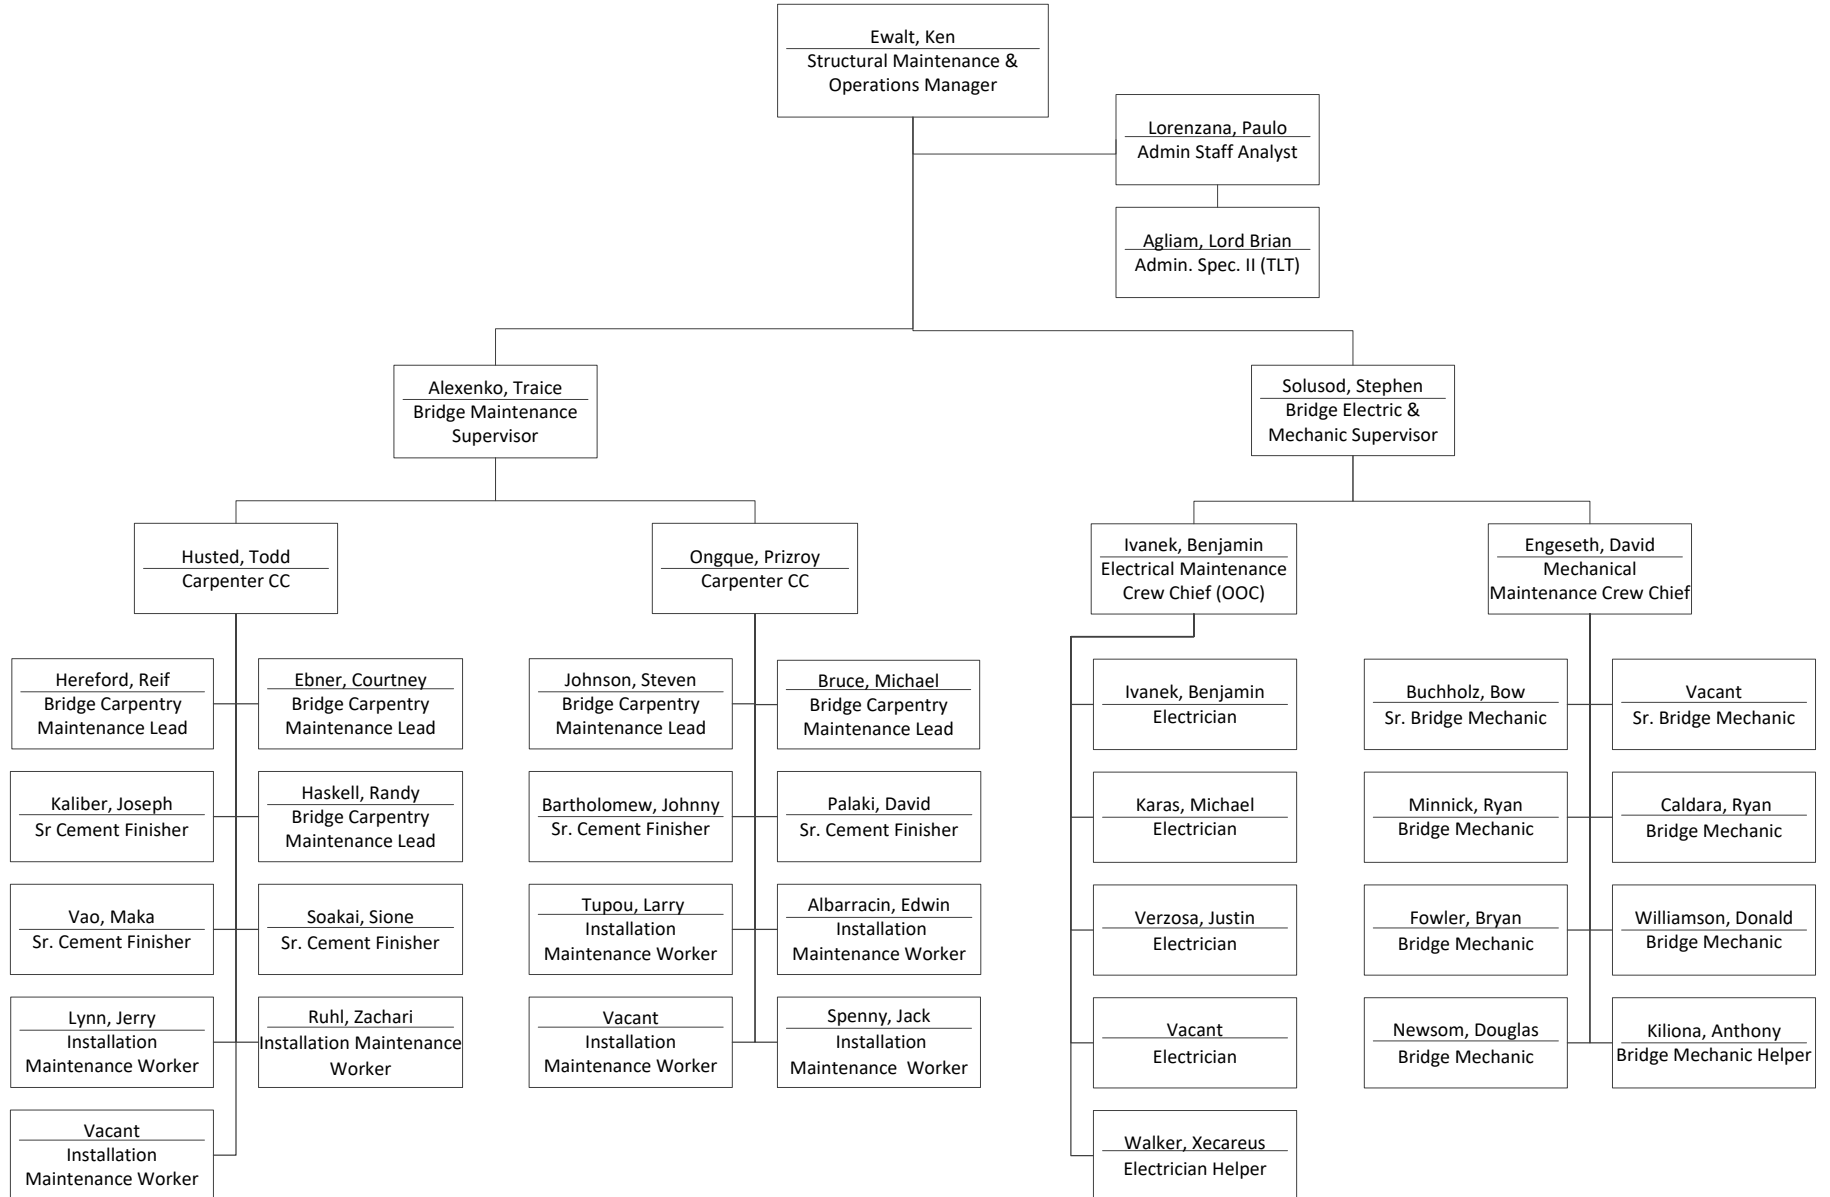 Ewalt, Ken
Structural Maintenance &
Operations Manager
Lorenzana, Paulo
Admin Staff Analyst
Agliam, Lord Brian
Admin. Spec. II (TLT)
Alexenko, Traice
Bridge Maintenance
Supervisor
Solusod, Stephen
Bridge Electric &
Mechanic Supervisor
Husted, Todd
Carpenter CC
Ongque, Prizroy
Carpenter CC
Ivanek, Benjamin
Electrical Maintenance
Crew Chief (OOC)
Engeseth, David
Mechanical
Maintenance Crew Chief
Hereford, Reif
Bridge Carpentry
Maintenance Lead
Ebner, Courtney
Bridge Carpentry
Maintenance Lead
Johnson, Steven
Bridge Carpentry
Maintenance Lead
Bruce, Michael
Bridge Carpentry
Maintenance Lead
Ivanek, Benjamin
Electrician
Buchholz, Bow
Sr. Bridge Mechanic
Vacant
Sr. Bridge Mechanic
Kaliber, Joseph
Sr Cement Finisher
Haskell, Randy
Bridge Carpentry
Maintenance Lead
Bartholomew, Johnny
Sr. Cement Finisher
Palaki, David
Sr. Cement Finisher
Karas, Michael
Electrician
Minnick, Ryan
Bridge Mechanic
Caldara, Ryan
Bridge Mechanic
Vao, Maka
Sr. Cement Finisher
Soakai, Sione
Sr. Cement Finisher
Tupou, Larry
Installation
Maintenance Worker
Albarracin, Edwin
Installation
Maintenance Worker
Verzosa, Justin
Electrician
Fowler, Bryan
Bridge Mechanic
Williamson, Donald
Bridge Mechanic
Lynn, Jerry
Installation
Maintenance Worker
Ruhl, Zachari
Installation Maintenance
Worker
Vacant
Installation
Maintenance Worker
Spenny, Jack
Installation
Maintenance  Worker
Vacant
Electrician
Newsom, Douglas
Bridge Mechanic
Kiliona, Anthony
Bridge Mechanic Helper
Vacant
Installation
Maintenance Worker
Walker, Xecareus
Electrician Helper